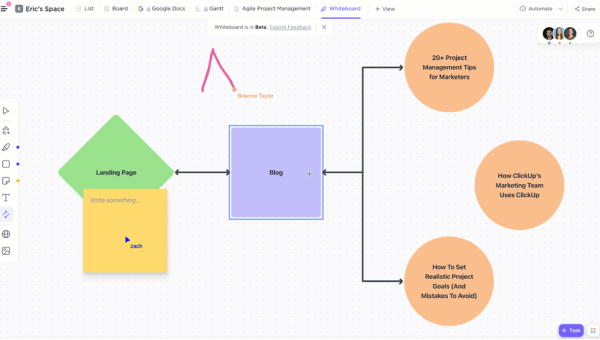 E Eric's Space List Board Google Docs Gantt Agile Project Management Whiteboard + View Automate Share
Whiteboard is in Beta. Submit Feedback
Brienne Taylor
20+ Project
Management Tips
for Marketers
Landing Page
Blog
How ClickUp's
Marketing Team
Uses ClickUp
Write something...
zach
How To Set
Realistic Project
Goals (And
Mistakes To Avoid)
+ Task